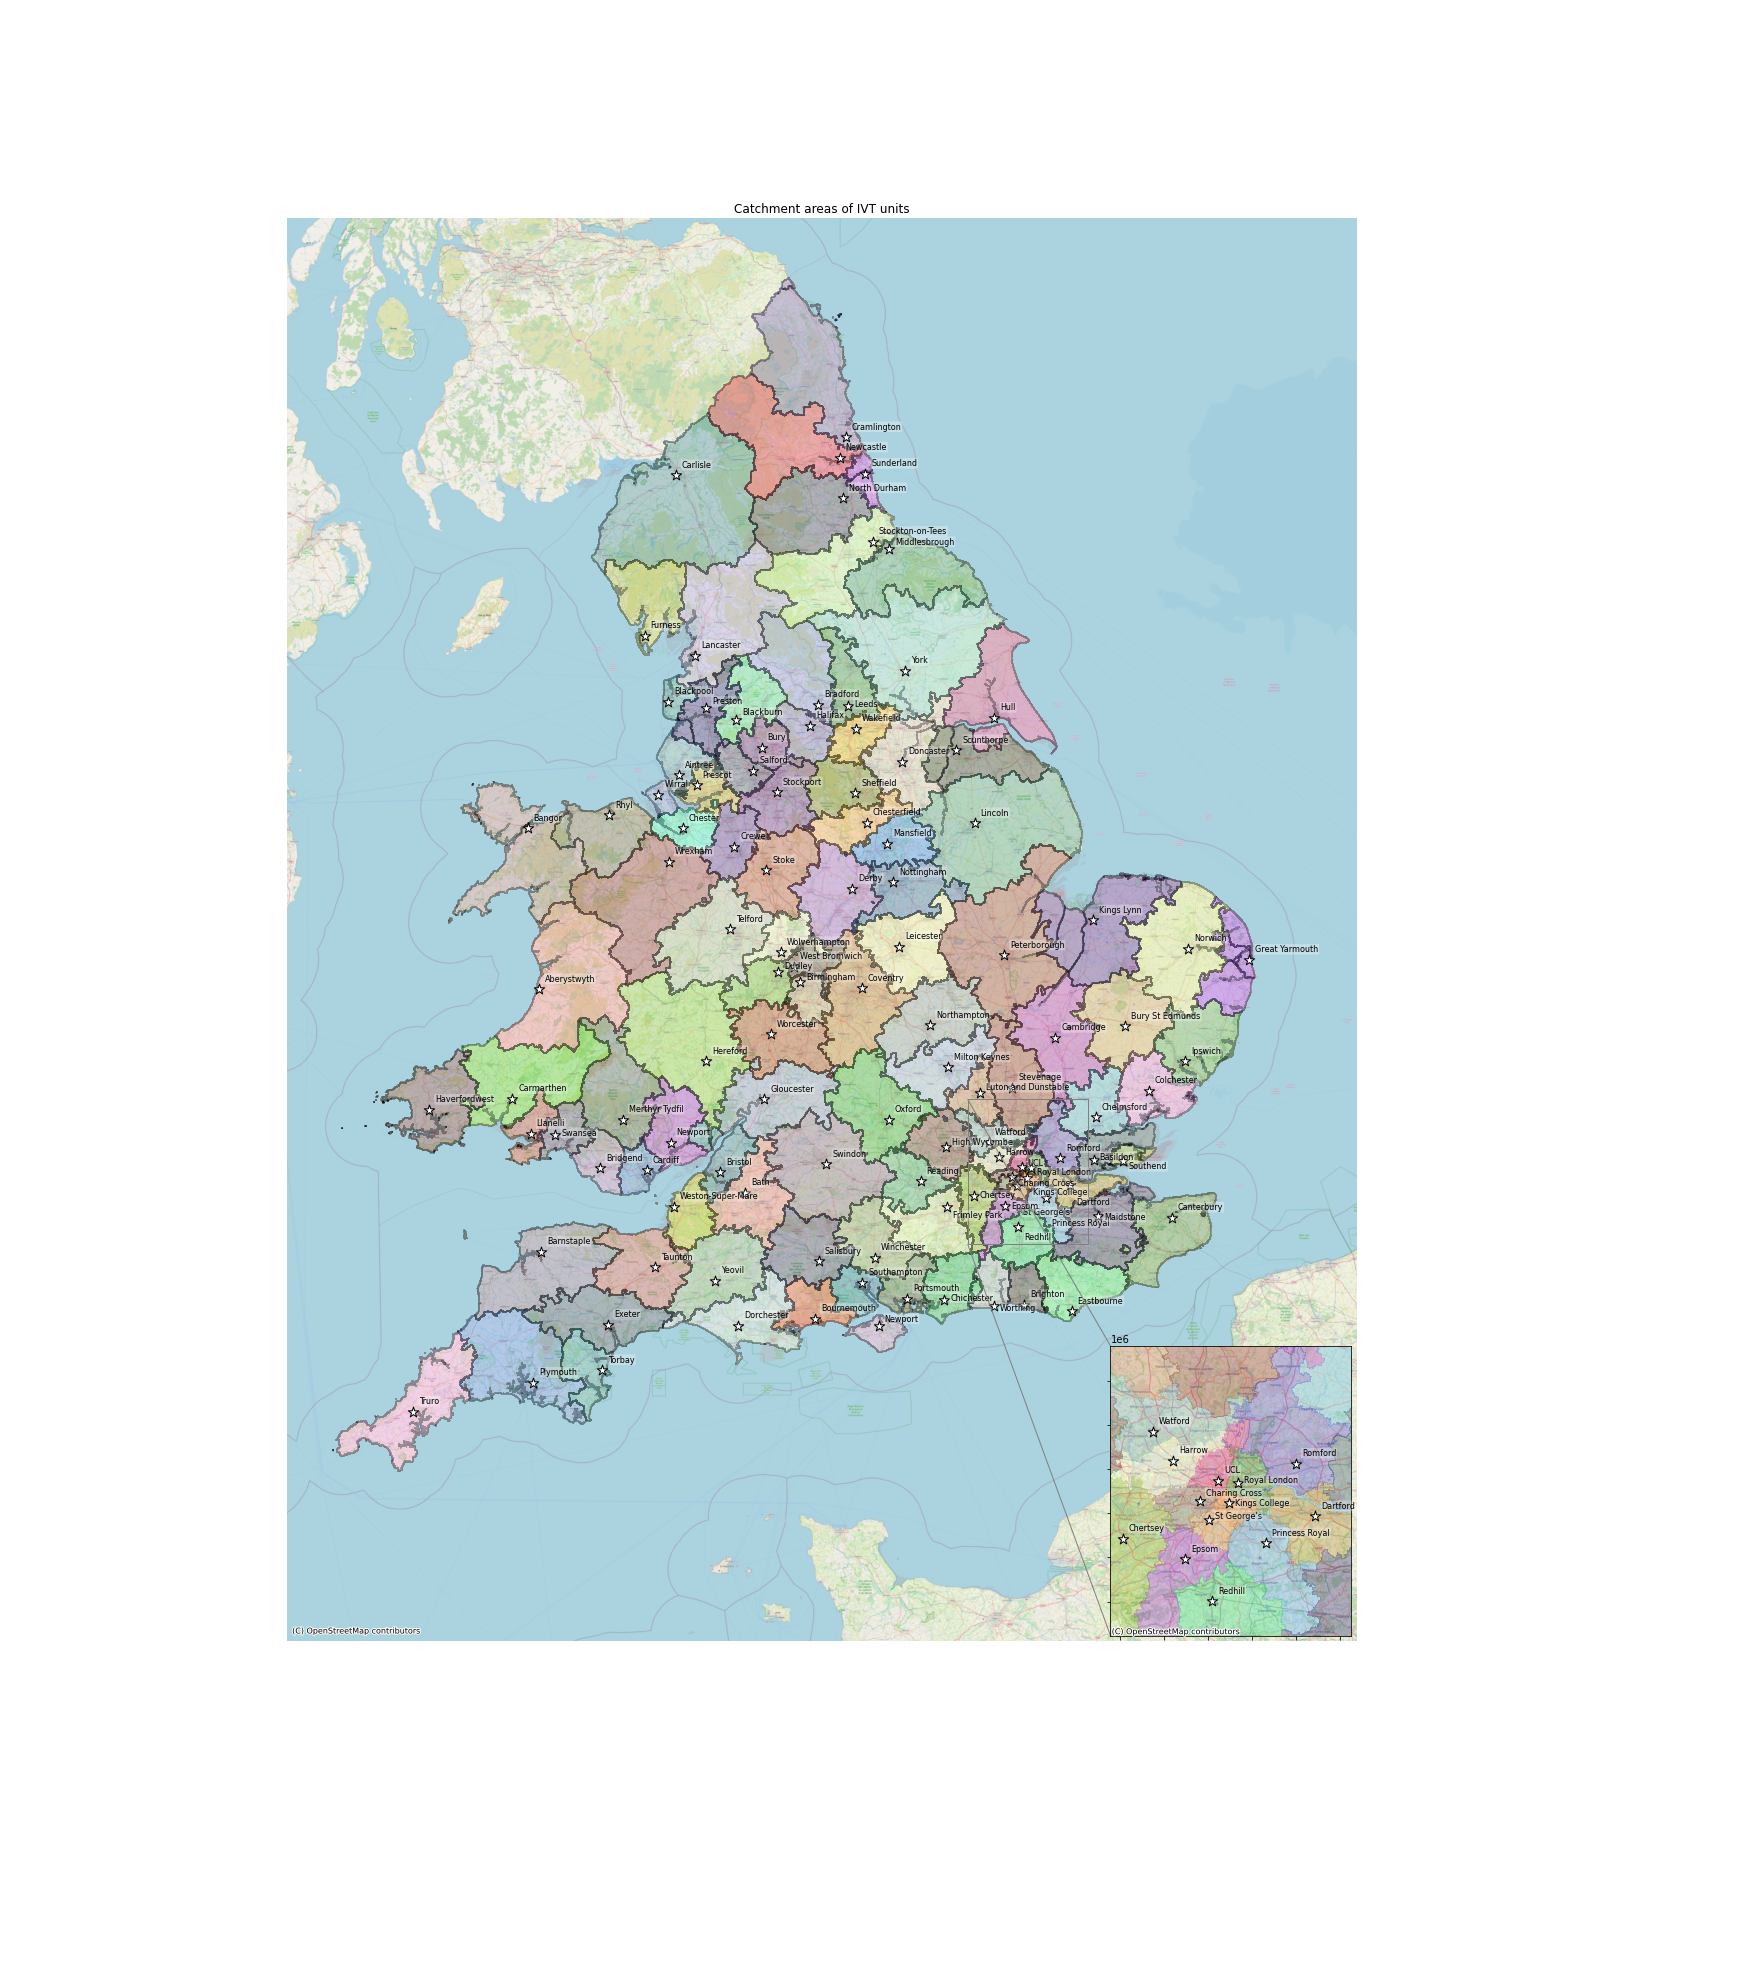 Catchment areas of IVT units
Cramlington
Newcastle
Sunderland
Carlisle
North Durham
Stockton-on-Tees
Middlesbrough
Furness
Lancaster
York
Blackpool
Bradford
Preston
Leeds
Hull
Blackburn
Halifax
Wakefield
Bury
Scunthorpe
Doncaster
Salford
Aintree
Prescot
Wirral
Stockport
Sheffield
Rhyl
Bangor
Chester
Chesterfield
Lincoln
Crewe
Mansfield
Wrexham
Stoke
Derby
Nottingham
Kings Lynn
Telford
Wolverhampton
Leicester
Peterborough
Norwich
Great Yarmouth
West Bromwich
Dudley
Birmingham
Coventry
Aberystwyth
Worcester
Northampton
Cambridge
Bury St Edmunds
Hereford
Milton Keynes
Ipswich
Stevenage
Luton and Dunstable
Colchester
Carmarthen
Gloucester
Haverfordwest
Merthyr Tydfil
Oxford
Chelmsford
Llanelli
Swansea
Newport
Watford
High Wycombe
Harrow
Romford
Basildon
Southend
Bridgend
Cardiff
Bristol
Swindon
UCL
Royal London
Reading
Bath
Charing Cross
Kings College
Weston-Super-Mare
Chertsey
Dartford
Epsom
St George's
Frimley Park
Princess Royal
Maidstone
Canterbury
Redhill
Barnstaple
Taunton
Yeovil
Salisbury
Winchester
Southampton
Portsmouth
Chichester
Worthing
Brighton
Eastbourne
Exeter
Dorchester
Bournemouth
Newport
Torbay
Plymouth
Truro
1e6
Watford
Harrow
Romford
UCL
Royal London
Charing Cross
Kings College
Dartford
St George's
Chertsey
Princess Royal
Epsom
Redhill
(C) OpenStreetMap contributors
(C) OpenStreetMap contributors